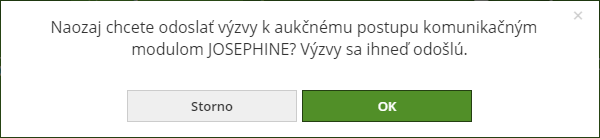 Naozaj chcete odoslať výzvy k aukčnému postupu komunikačným
modulom JOSEPHINE? Výzvy sa ihneď odošlú.
Storno
OK